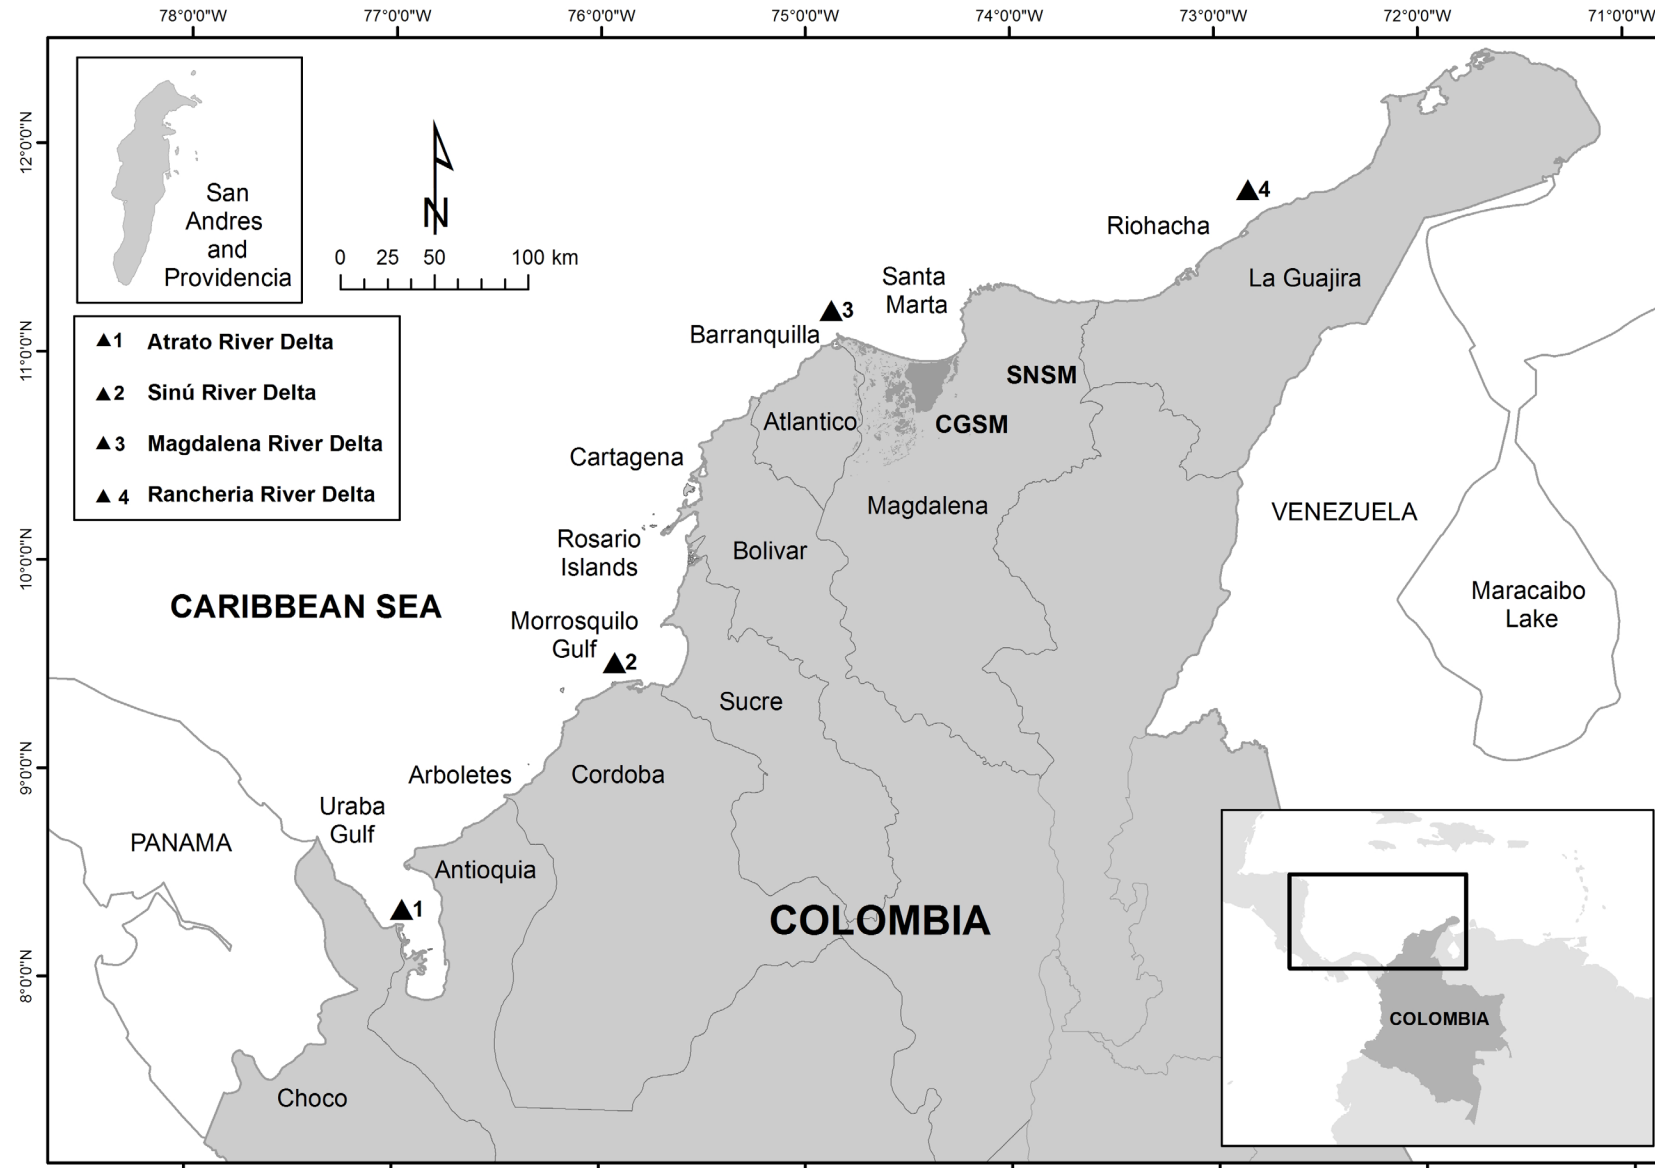 78°0'0"W
77°0'0"W
76°0'0"W
75°0'0"W
74°0'0"W
73°0'0"W
72°0'0"W
71°0'0"W
12°0'0"N
11°0'0"N
10°0'0"N
9°0'0"N
8°0'0"N
San
Andres
and
Providencia
N
0 25 50 100 km
1 Atrato River Delta
2 Sinú River Delta
3 Magdalena River Delta
4 Rancheria River Delta
4
Riohacha
La Guajira
Santa
Marta
3
Barranquilla
SNSM
CGSM
Atlantico
Cartagena
Magdalena
VENEZUELA
Rosario
Islands
Bolivar
Maracaibo
Lake
CARIBBEAN SEA
Morrosquilo
Gulf
2
Sucre
Arboletes
Cordoba
Uraba
Gulf
PANAMA
Antioquia
1
COLOMBIA
COLOMBIA
Choco